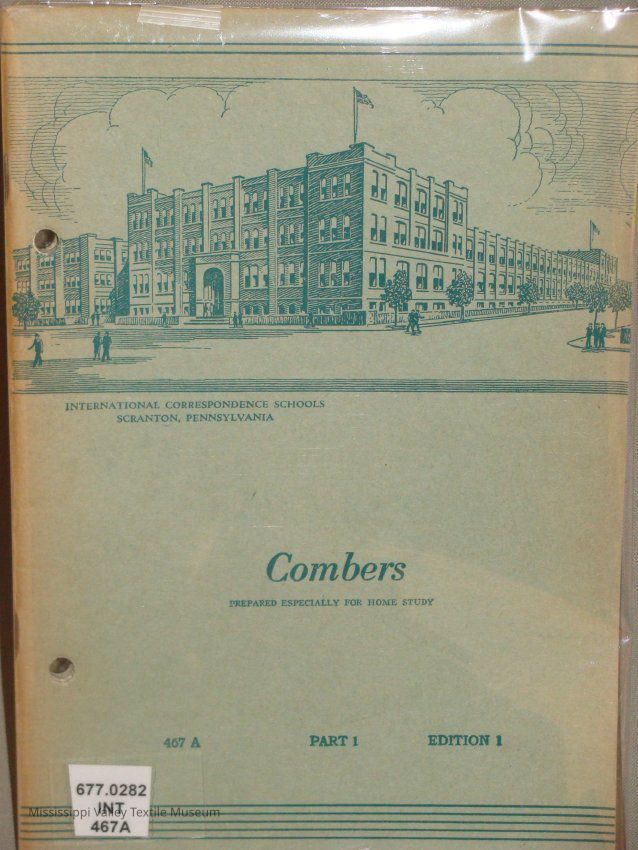 INTERNATIONAL CORRESPONDENCE SCHOOLS
SCRANTON, PENNSYLVANIA
Combers
PREPARED ESPECIALLY FOR HOME STUDY
467 A PART 1 EDITION 1
677.0282
INT
467A
Mississippi Valley Textile Museum